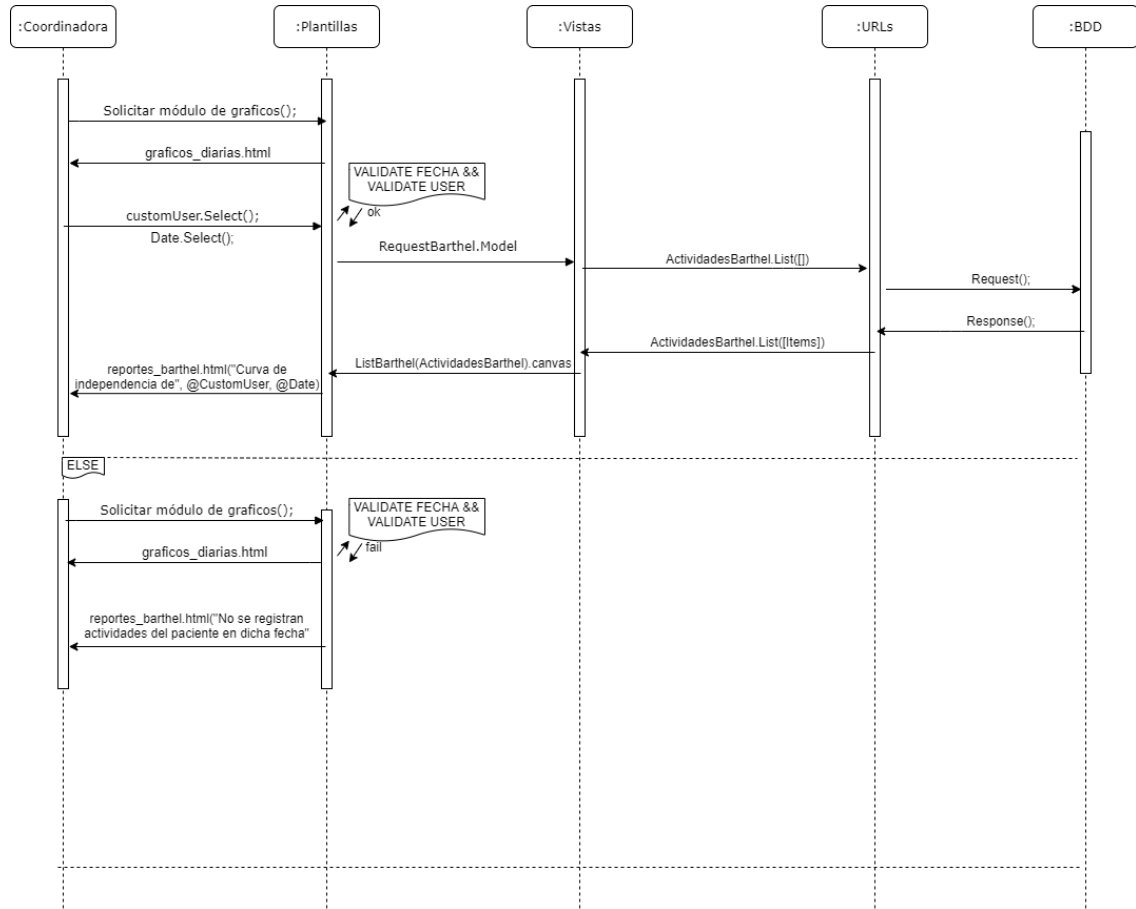 :Coordinadora
:Plantillas
:Vistas
:URLs
:BDD
Solicitar módulo de graficos();
graficos_diarias.html
VALIDATE FECHA &&
VALIDATE USER
ok
customUser.Select();
Date.Select();
RequestBarthel.Model
ActividadesBarthel.List([])
Request();
Response();
ActividadesBarthel.List([Items])
ListBarthel(ActividadesBarthel).canvas
reportes_barthel.html("Curva de
independencia de", @CustomUser, @Date)
ELSE
Solicitar módulo de graficos();
VALIDATE FECHA &&
VALIDATE USER
fail
graficos_diarias.html
reportes_barthel.html("No se registran
actividades del paciente en dicha fecha"